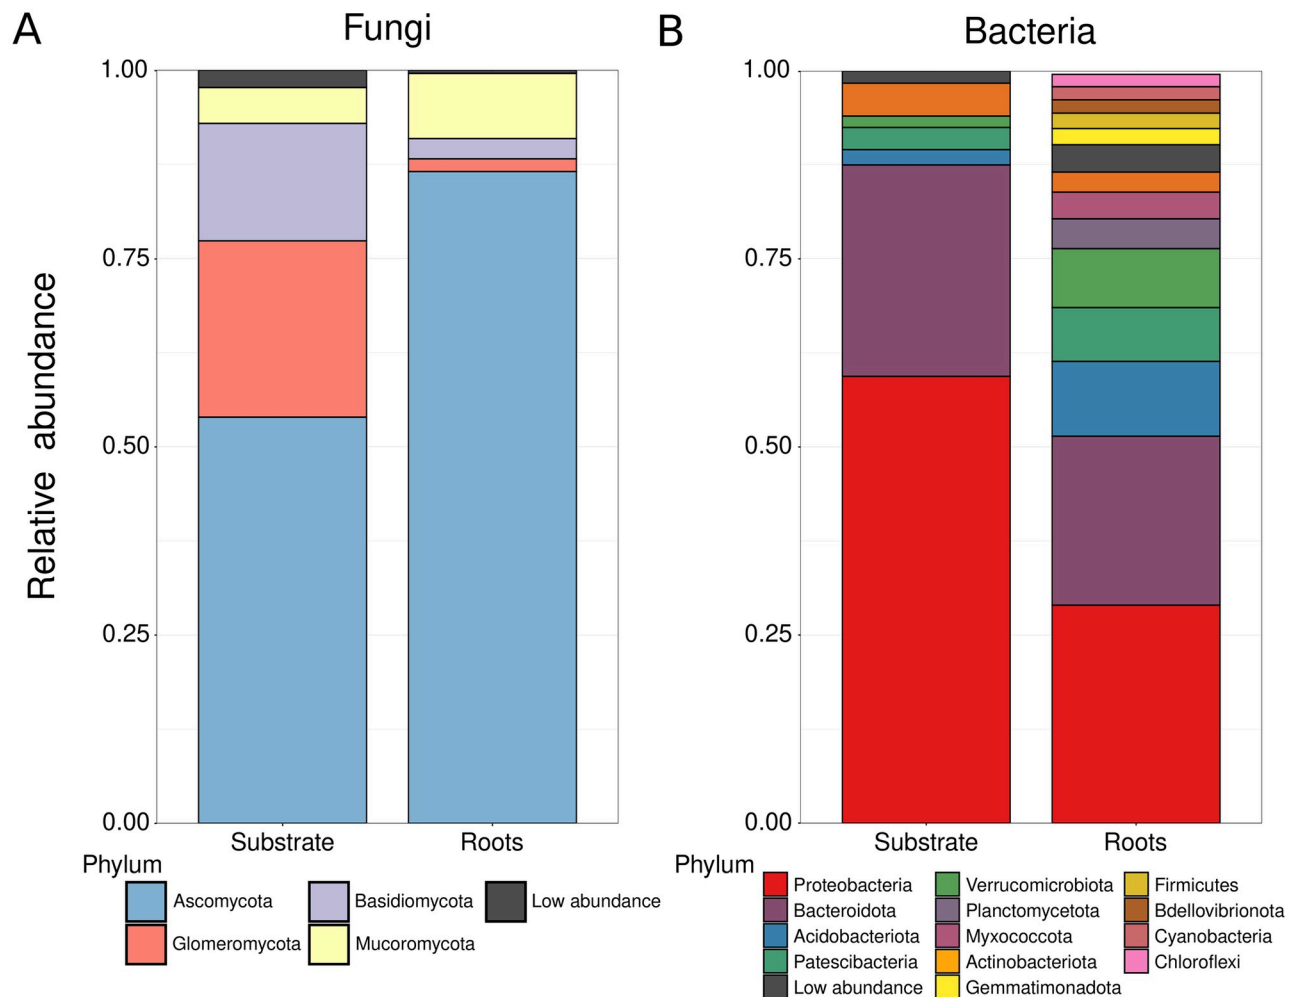 A
Fungi
1.00
0.75
0.50
0.25
0.00
Relative abundance
Substrate
Roots
Phylum
Ascomycota
Basidiomycota
Low abundance
Glomeromycota
Mucoromycota
B
Bacteria
1.00
0.75
0.50
0.25
0.00
Substrate
Roots
Phylum
Proteobacteria
Verrucomicrobiota
Firmicutes
Bacteroidota
Planctomycetota
Bdellovibrionota
Acidobacteriota
Myxococcota
Cyanobacteria
Patescibacteria
Actinobacteriota
Chloroflexi
Low abundance
Gemmatimonadota